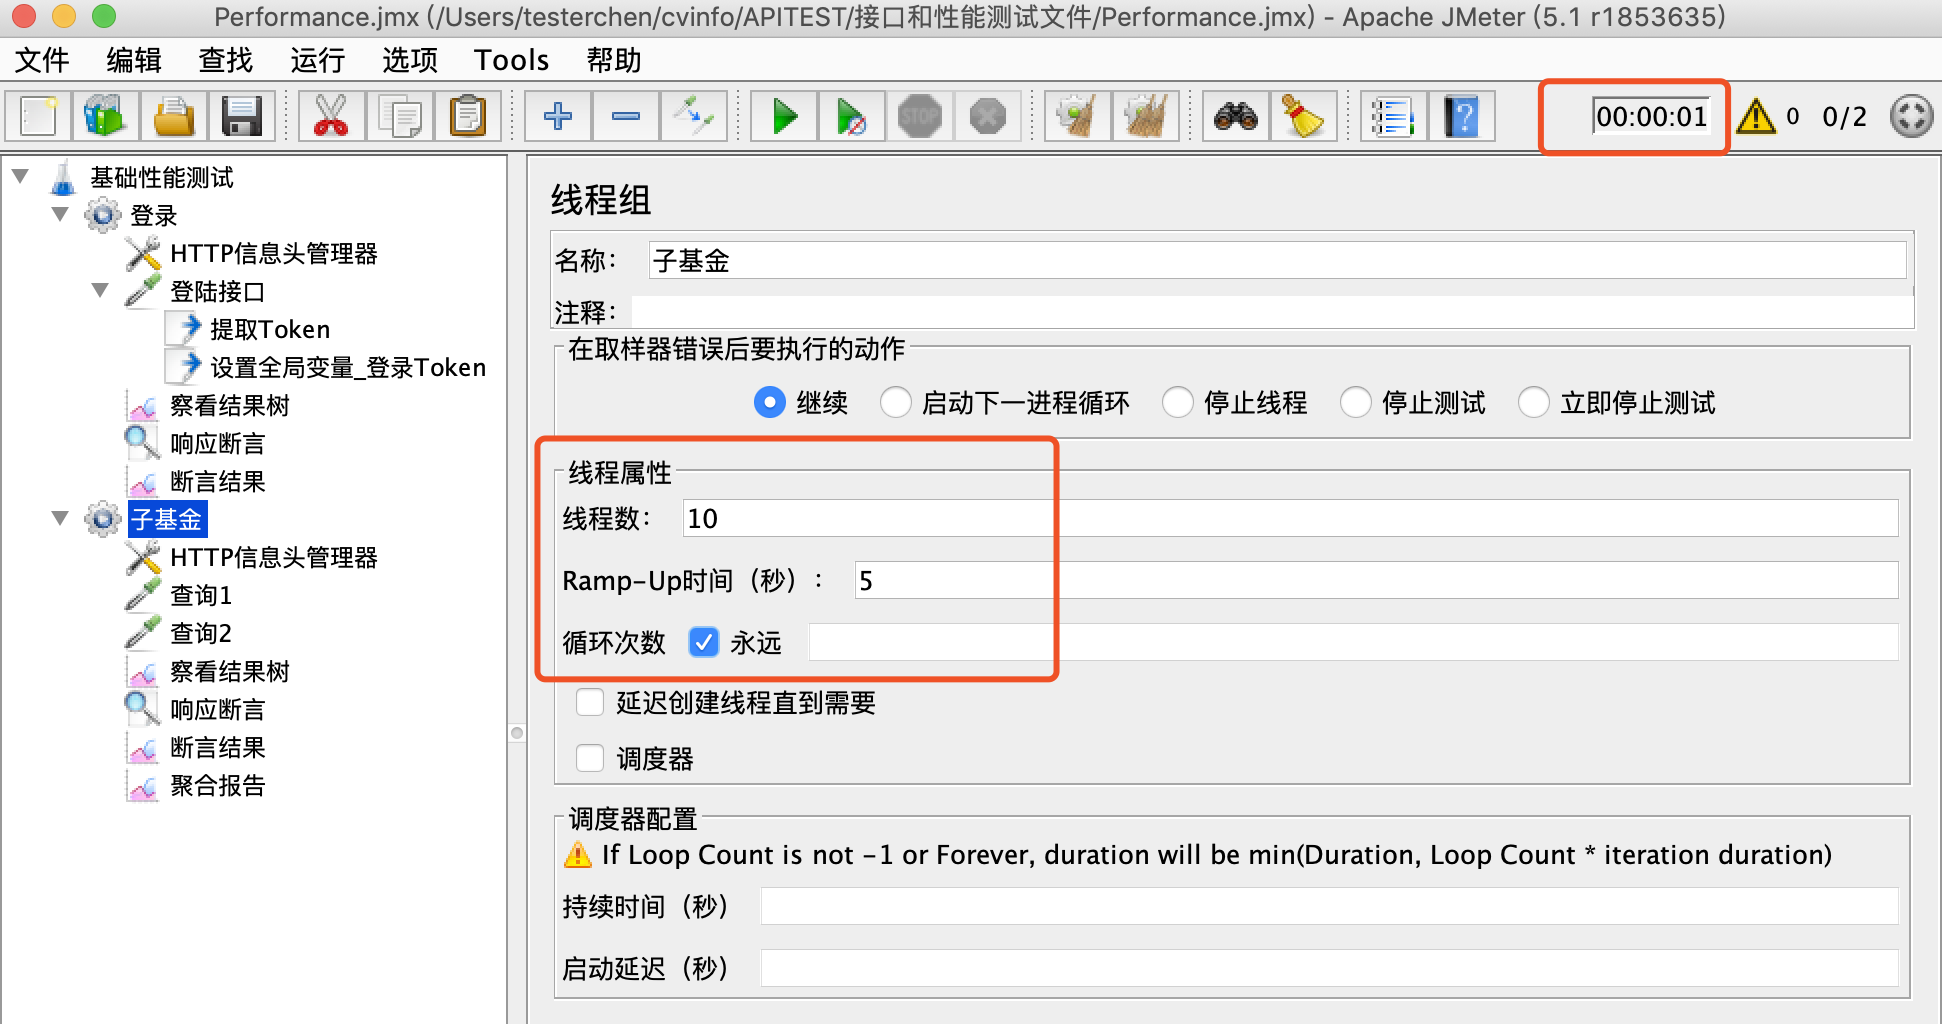 Performance.jmx (/Users/testerchen/cvinfo/APITEST/接口和性能测试文件/Performance.jmx) - Apache JMeter (5.1 r1853635)
文件 编辑 查找 运行 选项 Tools 帮助
STOP
00:00:01 0 0/2
基础性能测试
登录
HTTP信息头管理器
登陆接口
提取Token
设置全局变量_登录Token
察看结果树
响应断言
断言结果
子基金
HTTP信息头管理器
查询1
查询2
察看结果树
响应断言
断言结果
聚合报告
线程组
名称： 子基金
注释：
在取样器错误后要执行的动作
继续 启动下一进程循环 停止线程 停止测试 立即停止测试
线程属性
线程数： 10
Ramp-Up时间（秒）： 5
循环次数 永远
延迟创建线程直到需要
调度器
调度器配置
If Loop Count is not -1 or Forever, duration will be min(Duration, Loop Count * iteration duration)
持续时间（秒）
启动延迟（秒）